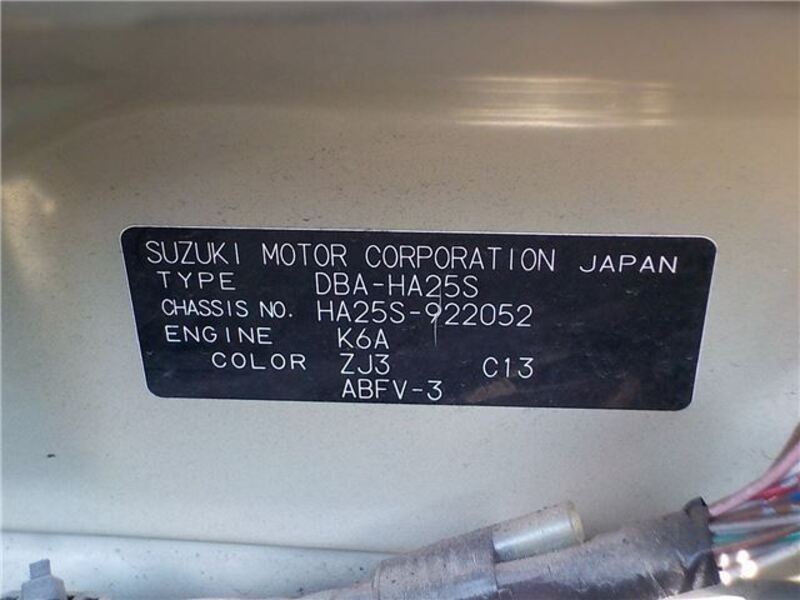 SUZUKI MOTOR CORPORATION JAPAN
TYPE DBA-HA25S
CHASSIS NO. HA25S-922052
ENGINE K6A
COLOR ZJ3 C13
ABFV-3